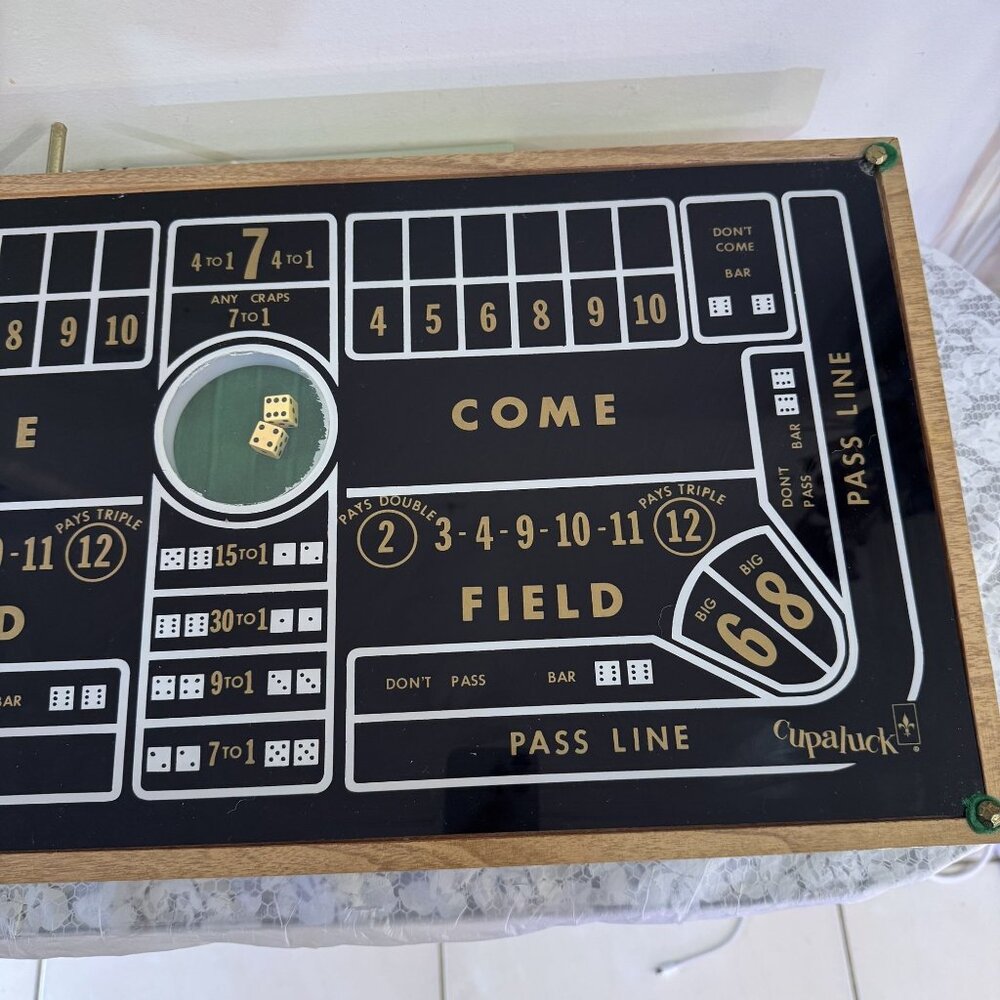 8 9 10
E
PAYS TRIPLE
-11 12
D
BAR
4 TO 1 7 4 TO 1
ANY CRAPS
7 TO 1
15 TO 1
30 TO 1
9 TO 1
7 TO 1
4 5 6 8 9 10
COME
PAYS DOUBLE PAYS TRIPLE
2 3-4-9-10-11 12
FIELD
DON'T PASS BAR
PASS LINE
DON'T
COME
BAR
DON'T
PASS BAR
PASS LINE
BIG
6
BIG
8
Cupaluck